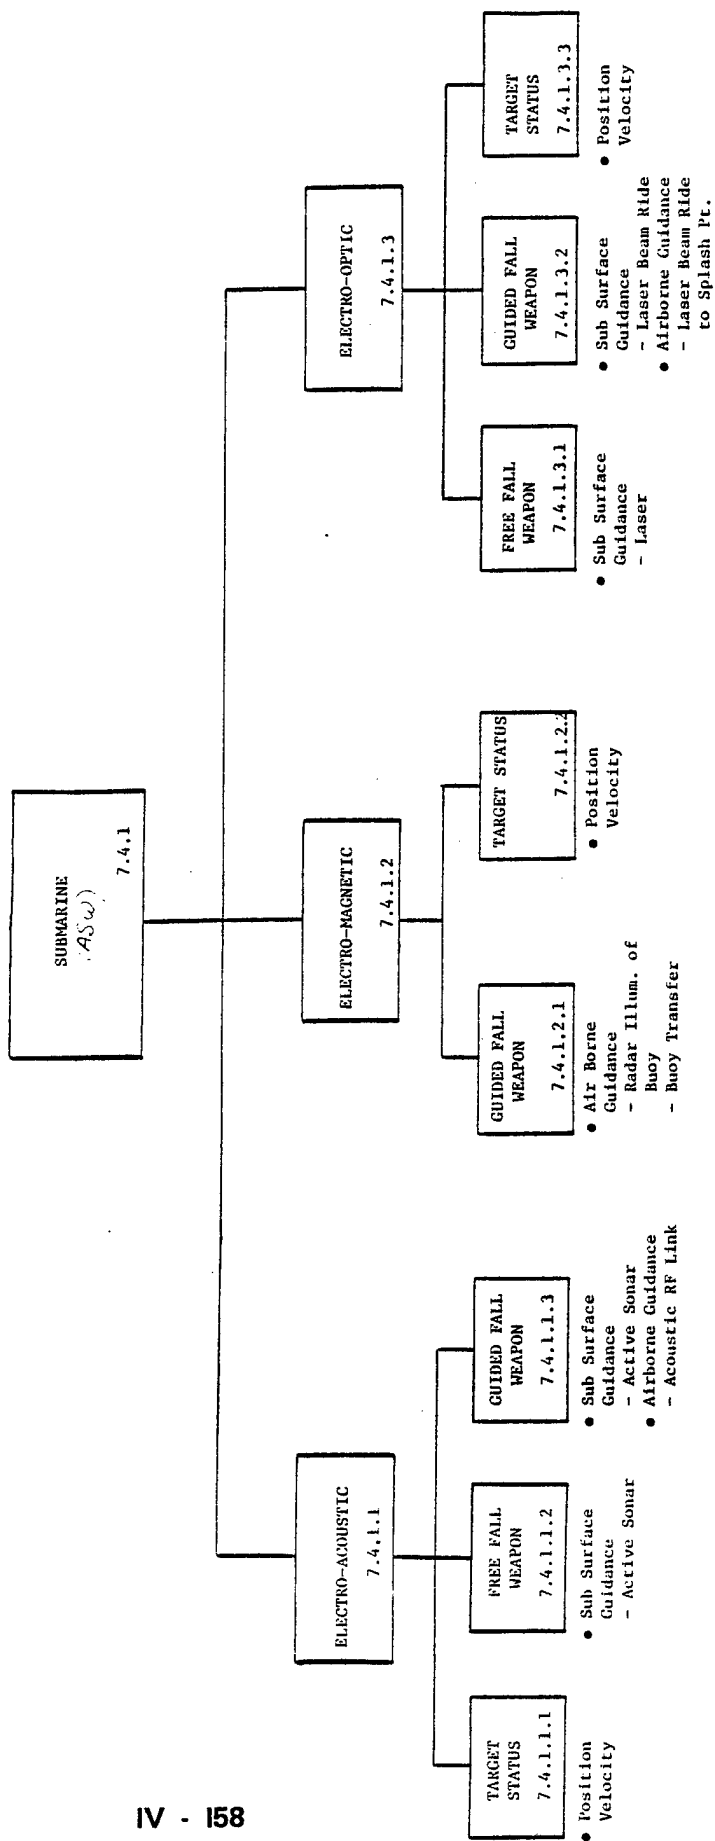 SUBMARINE
(ASW)
7.4.1
ELECTRO-ACOUSTIC
7.4.1.1
ELECTRO-MAGNETIC
7.4.1.2
ELECTRO-OPTIC
7.4.1.3
TARGET
STATUS
7.4.1.1.1
• Position
Velocity
FREE FALL
WEAPON
7.4.1.1.2
• Sub Surface
Guidance
- Active Sonar
GUIDED FALL
WEAPON
7.4.1.1.3
• Sub Surface
Guidance
- Active Sonar
• Airborne Guidance
- Acoustic RF Link
GUIDED FALL
WEAPON
7.4.1.2.1
• Air Borne
Guidance
- Radar Illum. of
Buoy
- Buoy Transfer
TARGET STATUS
7.4.1.2.2
• Position
Velocity
FREE FALL
WEAPON
7.4.1.3.1
• Sub Surface
Guidance
- Laser
GUIDED FALL
WEAPON
7.4.1.3.2
• Sub Surface
Guidance
- Laser Beam Ride
• Airborne Guidance
- Laser Beam Ride
to Splash Pt.
TARGET
STATUS
7.4.1.3.3
• Position
Velocity
IV - 158